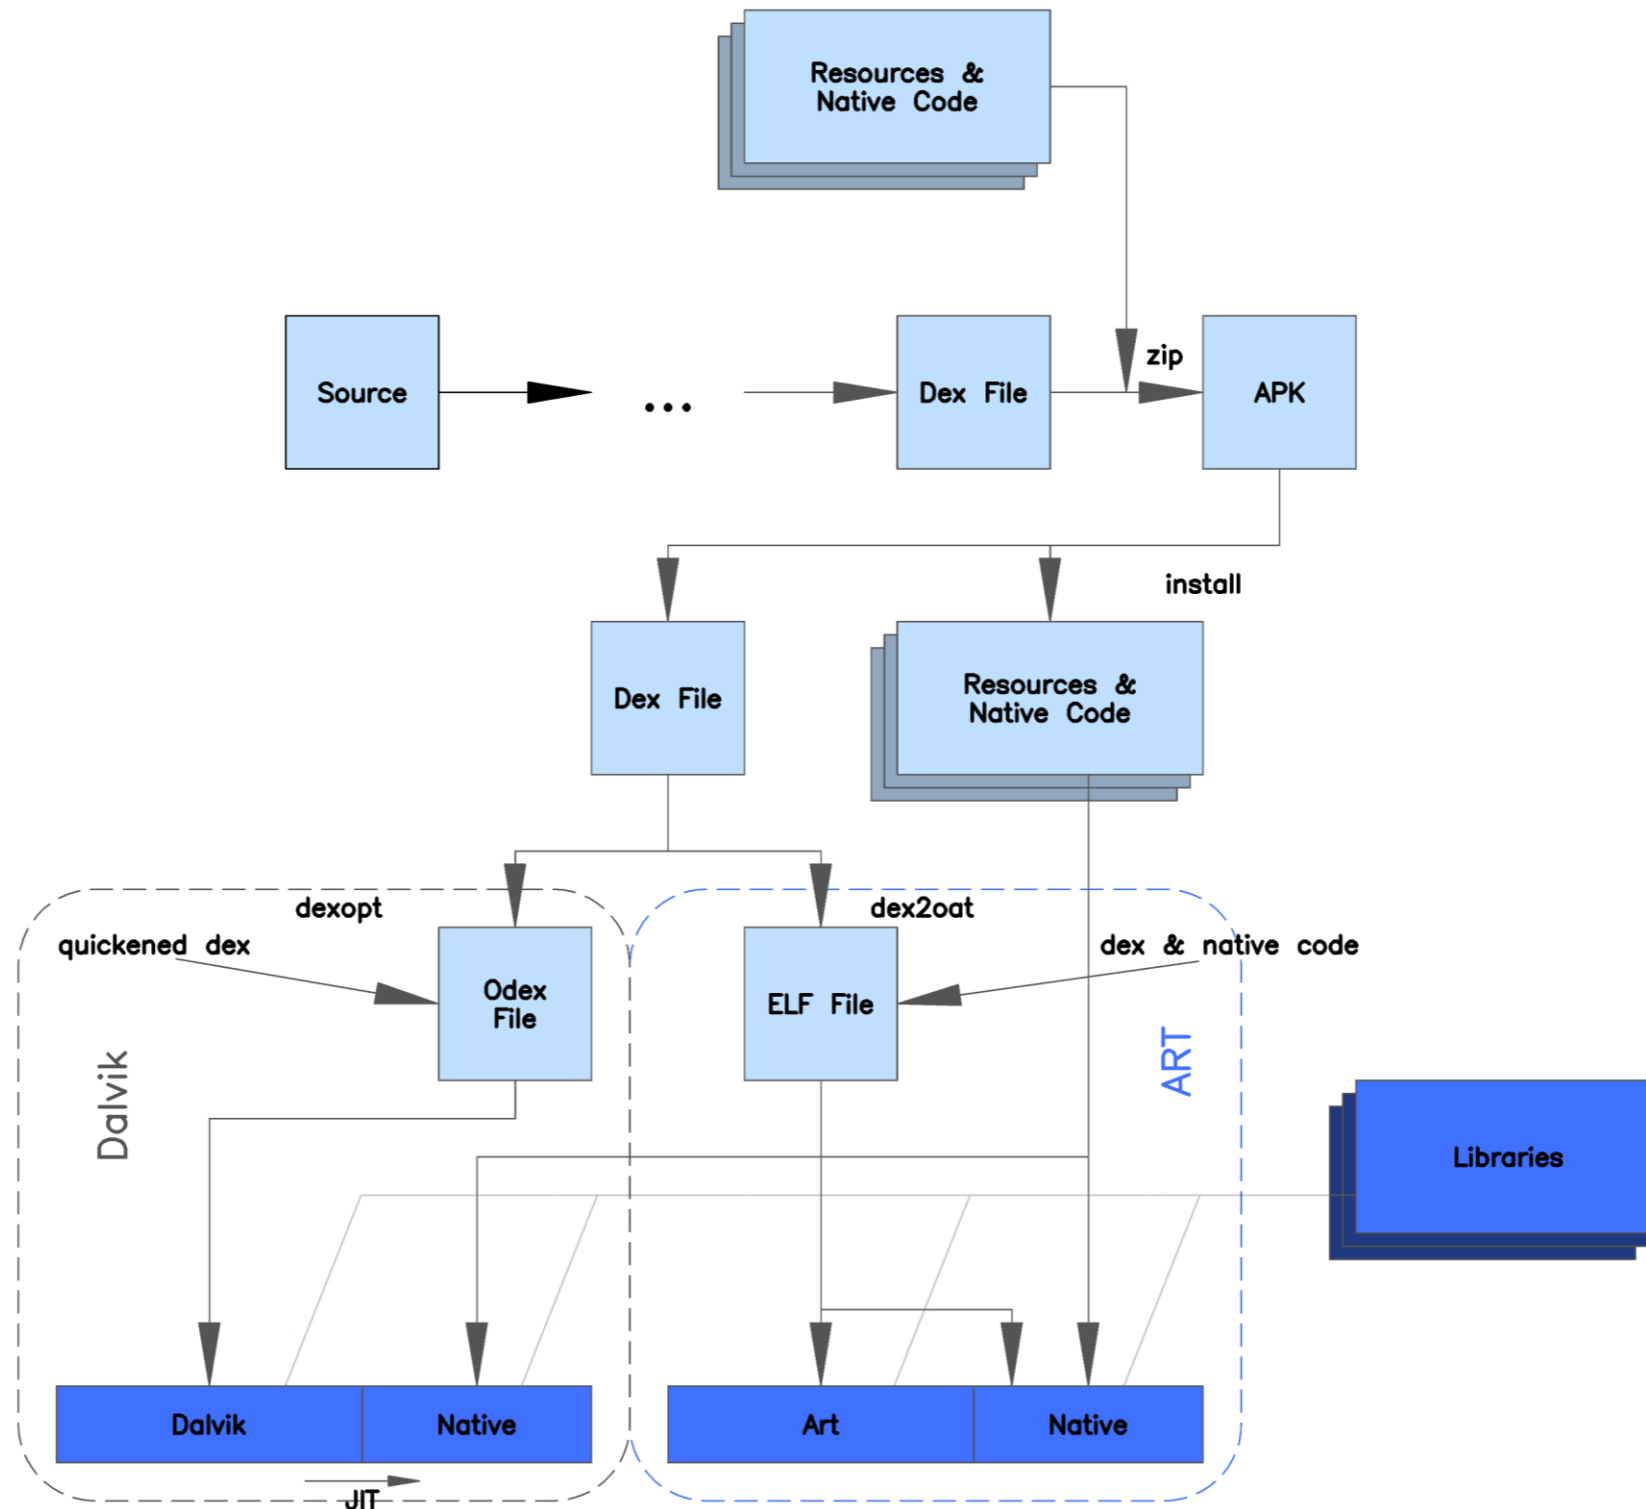 Resources &
Native Code
zip
Source
...
Dex File
APK
install
Dex File
Resources &
Native Code
dexopt
dex2oat
quickened dex
dex & native code
Odex
File
ELF File
Dalvik
ART
Libraries
Dalvik
Native
Art
Native
JIT